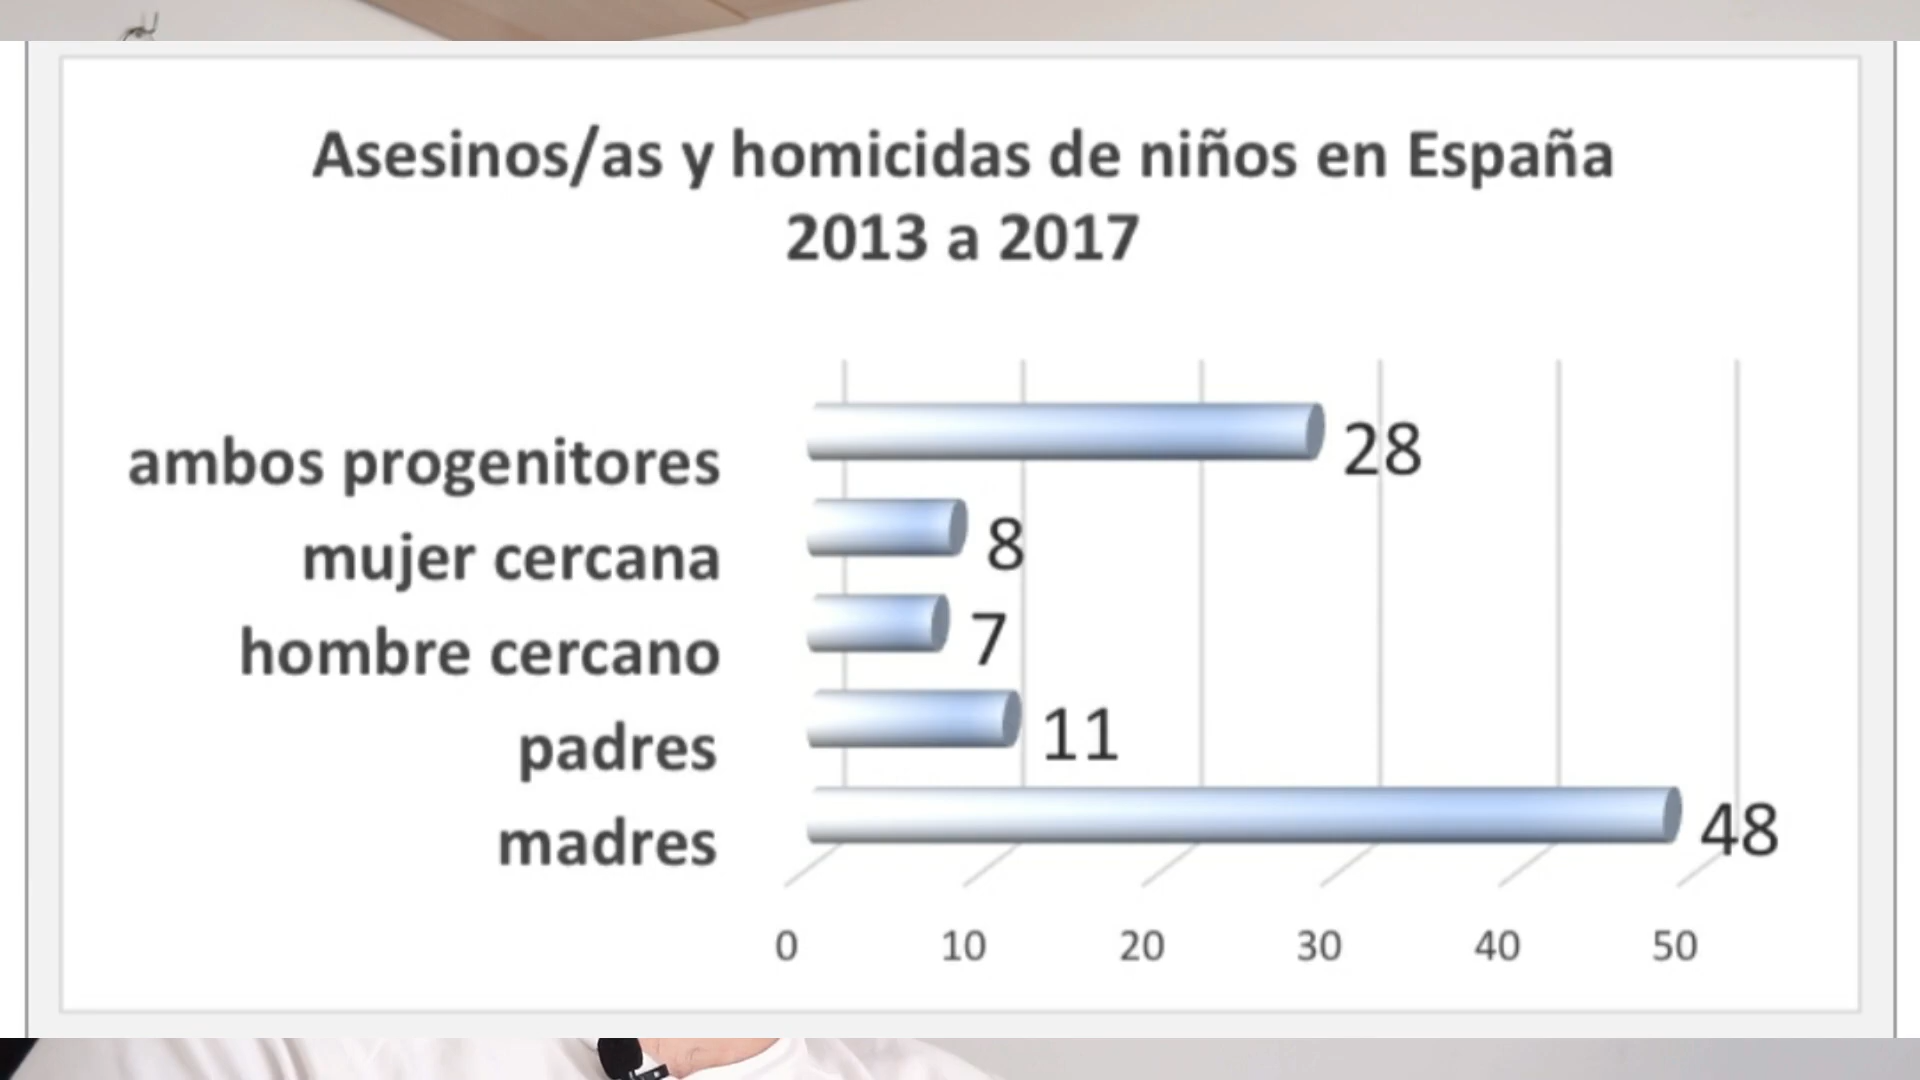 Asesinos/as y homicidas de niños en España
2013 a 2017
ambos progenitores
28
mujer cercana
8
hombre cercano
7
padres
11
madres
48
0 10 20 30 40 50